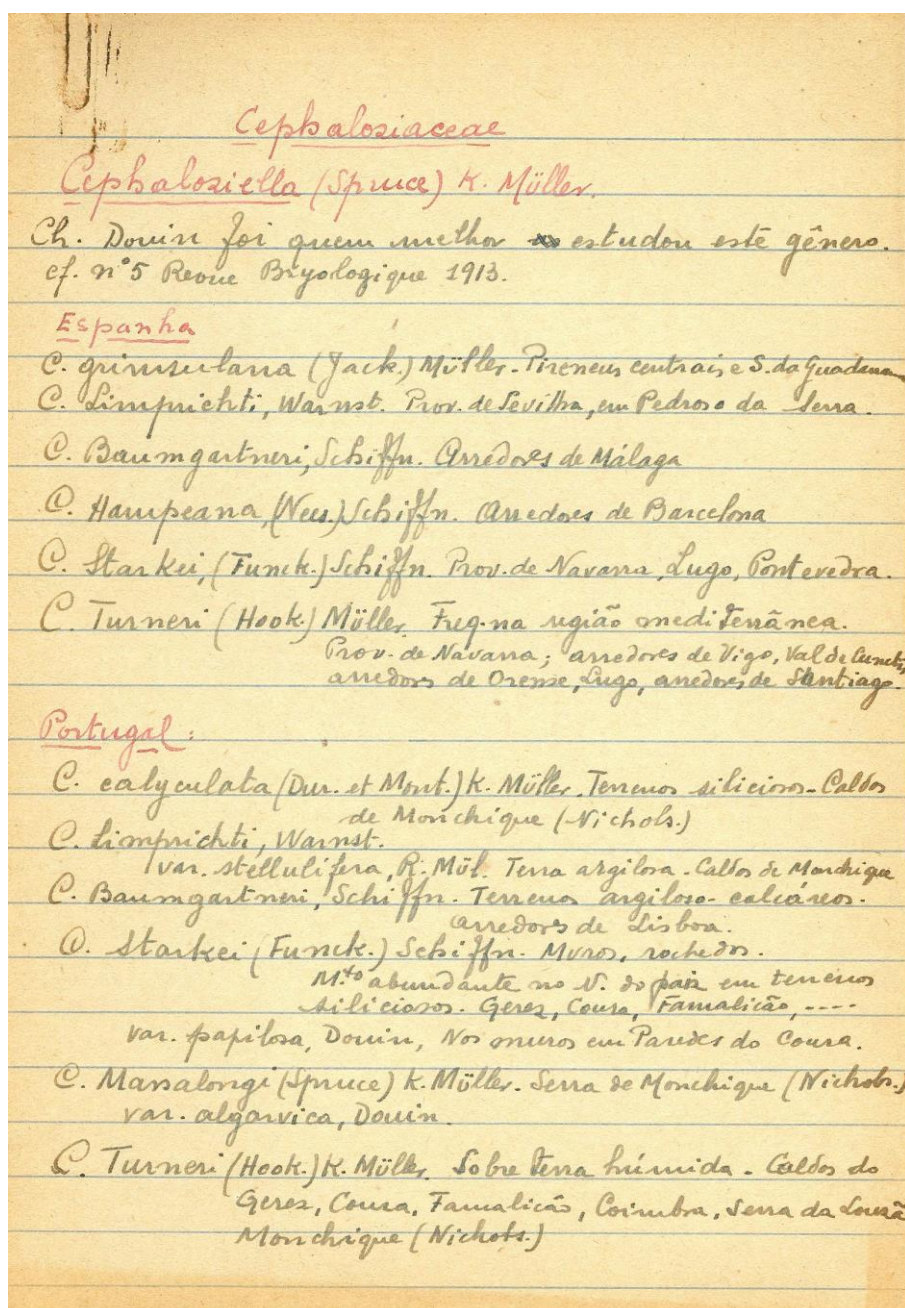 Cephaloziaceae
Cephaloziella (Spruce) K. Müller.
Ch. Douin foi quem melhor estudou este gênero.
cf. nº5 Revue Bryologique 1913.
Espanha
C. grimsulana (Jack.) Müller - Pireneus centrais e S. da Guadarrama
C. Limprichti, Warnst. Prov. de Sevilha, em Pedroso da Serra.
C. Baumgartneri, Schiffn. Arredores de Málaga
C. Hampeana, (Nees.) Schiffn. Arredores de Barcelona
C. Starkei, (Funck.) Schiffn. Prov. de Navarra, Lugo, Pontevedra.
C. Turneri (Hook.) Müller. Freq. na região mediterrânea.
Prov. de Navarra; arredores de Vigo, Val de
arredors de Orense, Lugo, arredores de Santiago.
Portugal:
C. calyculata (Dur. et Mont.) K. Müller. Terrenos siliciosos - Caldas
de Monchique (Nichols.)
C. Limprichti, Warnst.
var. stellulifera, K. Mül. Terra argilosa - Caldas de Monchique
C. Baumgartneri, Schiffn. Terrenos argiloso-calcáreos.
arredors de Lisboa.
C. Starkei (Funck.) Schiffn. Muros, rochedos.
M.to abundante no N. do paiz em terrenos
siliciosos. Gerez, Coura, Famalicão, ----
var. papilosa, Douin, Nos muros em Paredes do Coura.
C. Massalongi (Spruce) K. Müller. Serra de Monchique (Nichols.)
var. algarvica, Douin.
C. Turneri (Hook.) K. Müller. Sobre terra húmida - Caldas do
Gerez, Coura, Famalicão, Coimbra, Serra da Lousã
Monchique (Nichols.)